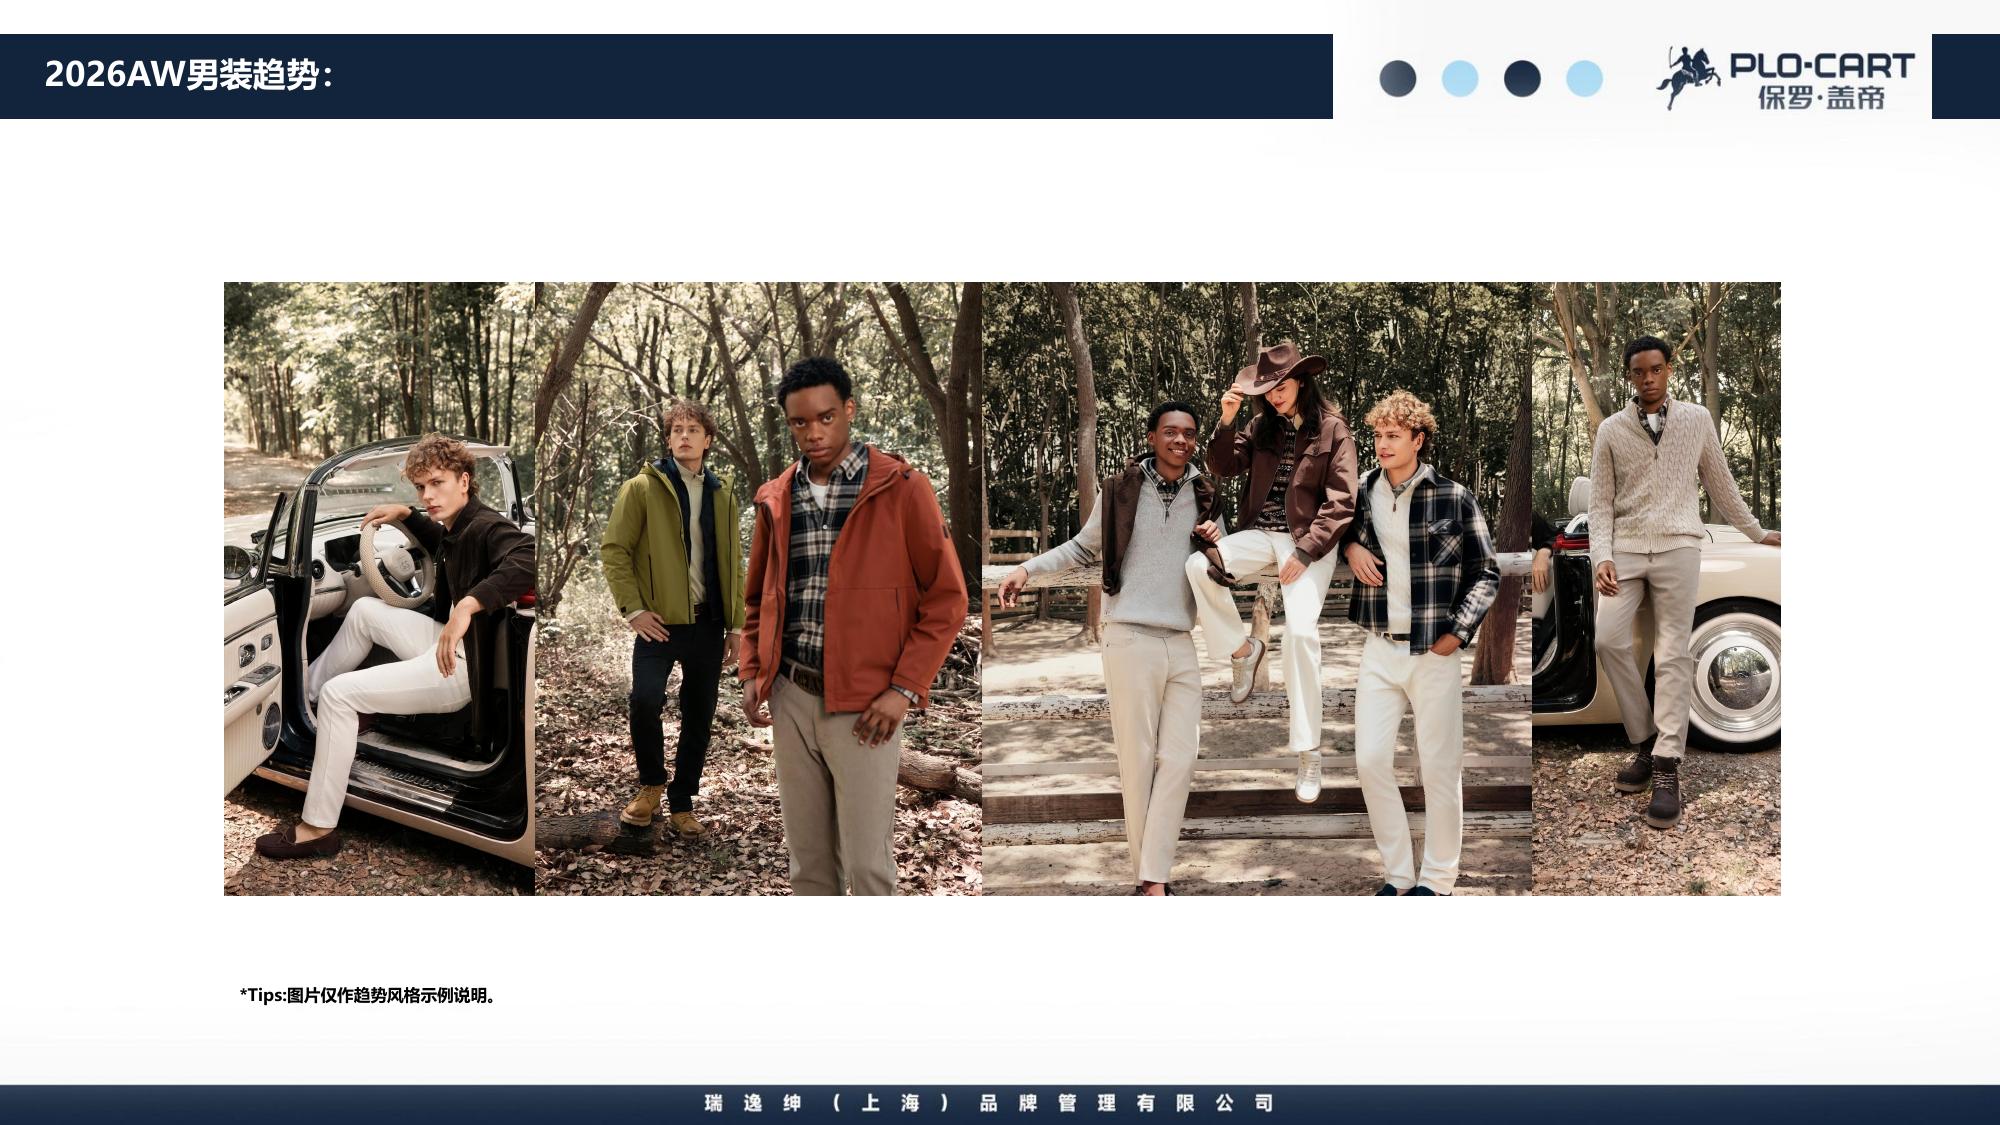 2026AW男装趋势：
PLO·CART
保罗·盖帝
*Tips:图片仅作趋势风格示例说明。
瑞逸绅（上海）品牌管理有限公司